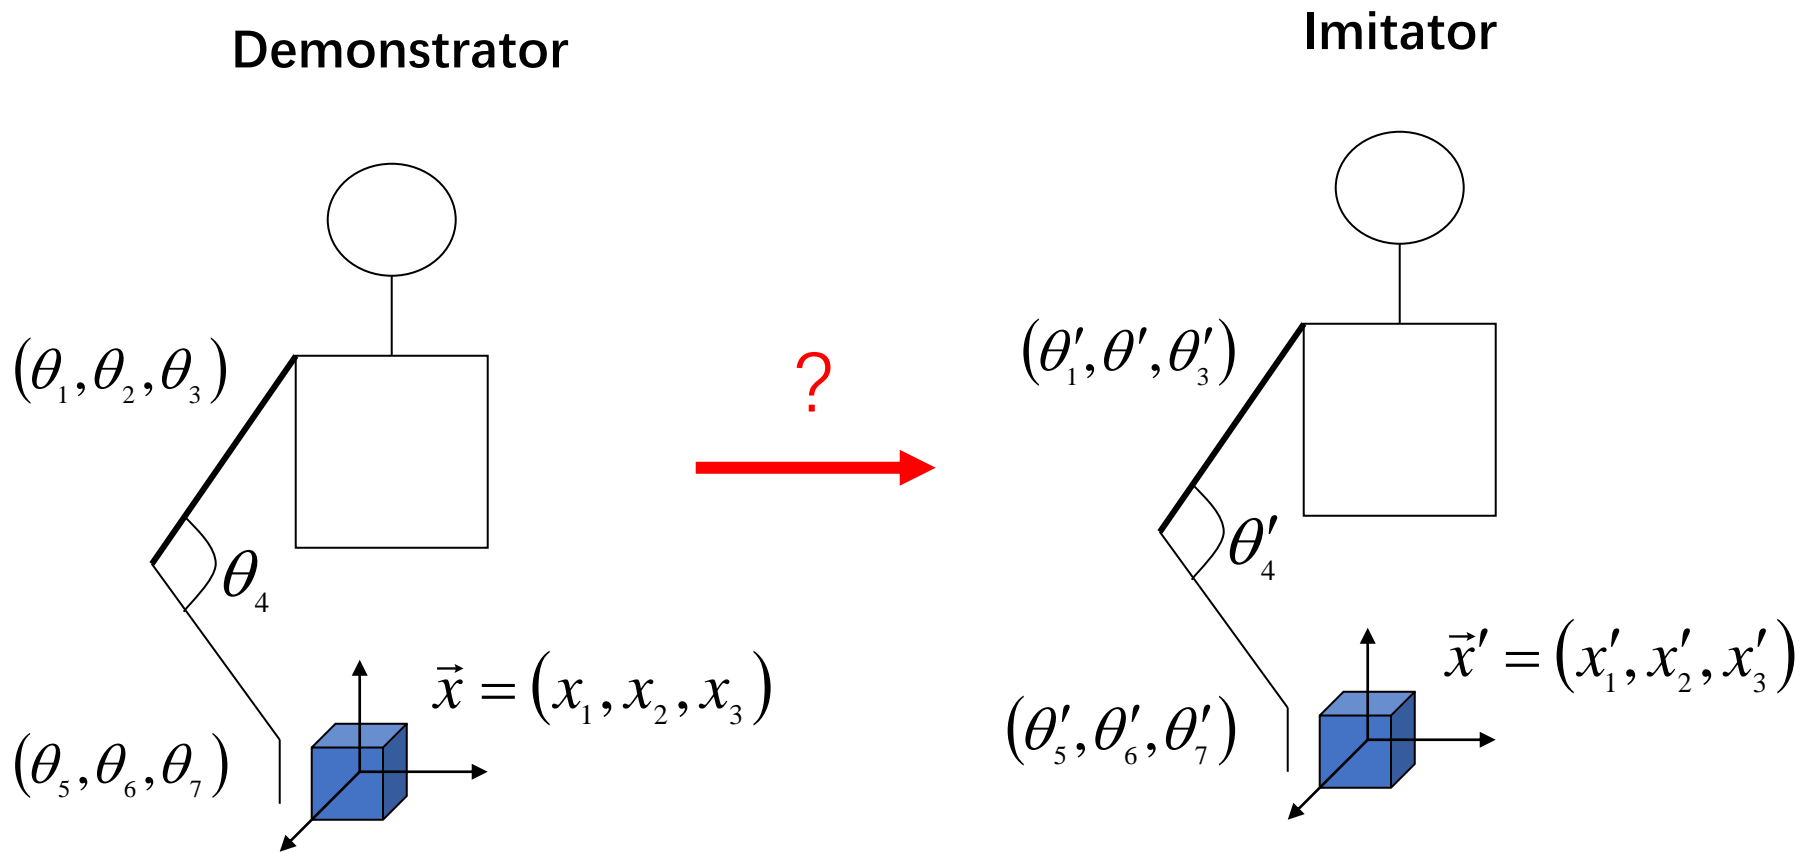 Demonstrator
Imitator
(θ₁,θ₂,θ₃)
(θ′₁,θ′,θ′₃)
?
θ₄
θ′₄
x⃗ = (x₁, x₂, x₃)
x⃗′ = (x′₁, x′₂, x′₃)
(θ₅,θ₆,θ₇)
(θ′₅,θ′₆,θ′₇)